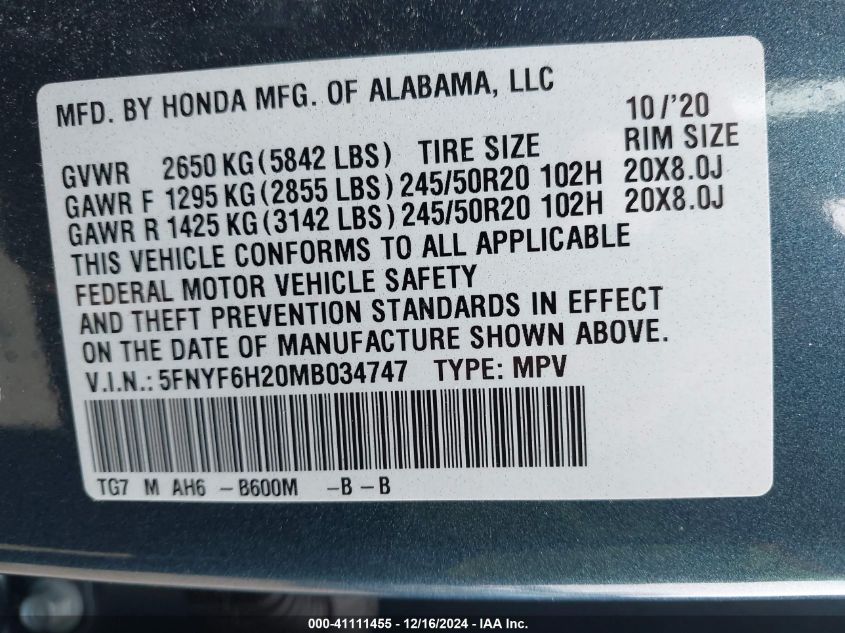 MFD. BY HONDA MFG. OF ALABAMA, LLC
10/'20
GVWR 2650 KG (5842 LBS) TIRE SIZE RIM SIZE
GAWR F 1295 KG (2855 LBS) 245/50R20 102H 20X8.0J
GAWR R 1425 KG (3142 LBS) 245/50R20 102H 20X8.0J
THIS VEHICLE CONFORMS TO ALL APPLICABLE
FEDERAL MOTOR VEHICLE SAFETY
AND THEFT PREVENTION STANDARDS IN EFFECT
ON THE DATE OF MANUFACTURE SHOWN ABOVE.
V.I.N.: 5FNYF6H20MB034747 TYPE: MPV
TG7 M AH6 -B600M -B -B
000-41111455 - 12/16/2024 - IAA Inc.